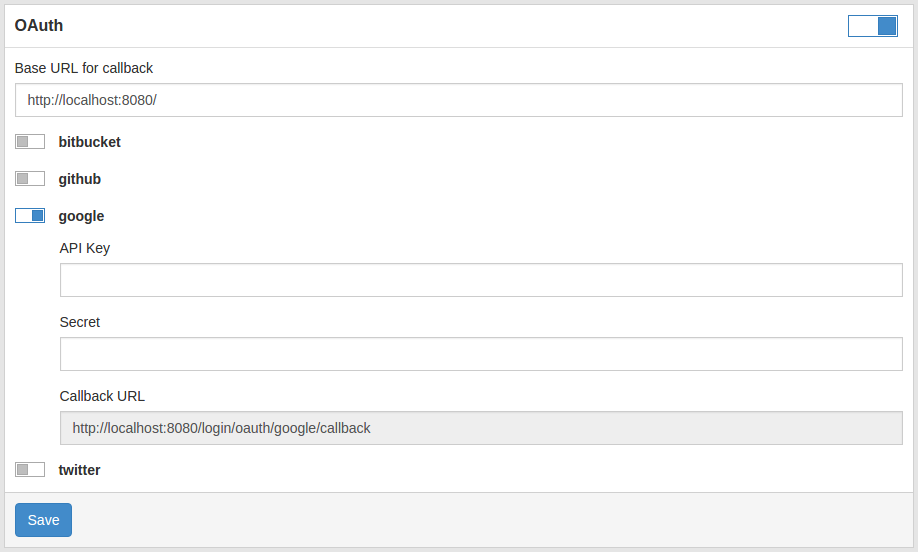 OAuth
Base URL for callback
http://localhost:8080/
bitbucket
github
google
API Key
Secret
Callback URL
http://localhost:8080/login/oauth/google/callback
twitter
Save